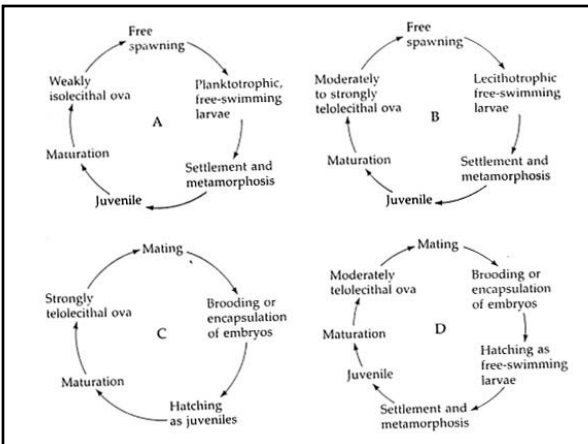 Free
spawning
Planktotrophic,
free-swimming
larvae
Settlement and
metamorphosis
Juvenile
Maturation
Weakly
isolecithal ova
A
Free
spawning
Lecithotrophic
free-swimming
larvae
Settlement and
metamorphosis
Juvenile
Maturation
Moderately
to strongly
telolecithal ova
B
Mating
Brooding or
encapsulation
of embryos
Hatching
as juveniles
Maturation
Strongly
telolecithal ova
C
Mating
Brooding or
encapsulation
of embryos
Hatching as
free-swimming
larvae
Settlement and
metamorphosis
Juvenile
Maturation
Moderately
telolecithal ova
D